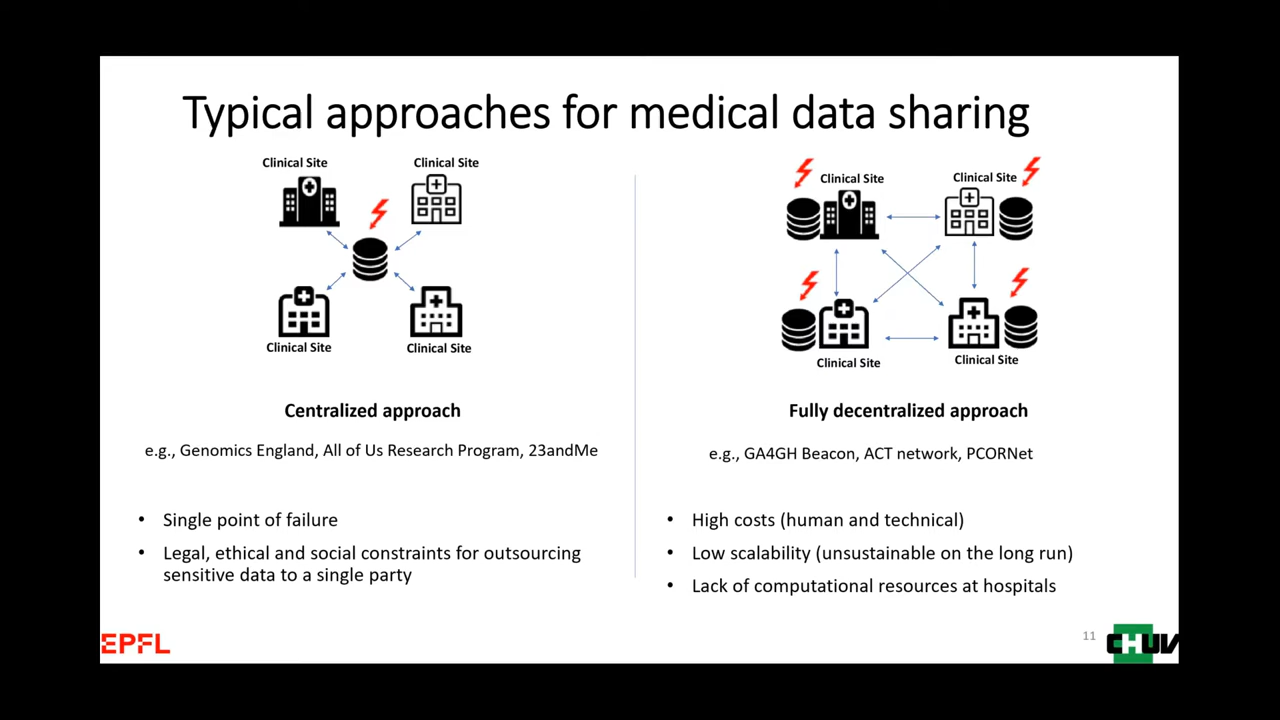 Typical approaches for medical data sharing
Clinical Site
Clinical Site
Clinical Site
Clinical Site
Centralized approach
e.g., Genomics England, All of Us Research Program, 23andMe
• Single point of failure
• Legal, ethical and social constraints for outsourcing
sensitive data to a single party
Clinical Site
Clinical Site
Clinical Site
Clinical Site
Fully decentralized approach
e.g., GA4GH Beacon, ACT network, PCORNet
• High costs (human and technical)
• Low scalability (unsustainable on the long run)
• Lack of computational resources at hospitals
EPFL
11
CHUV